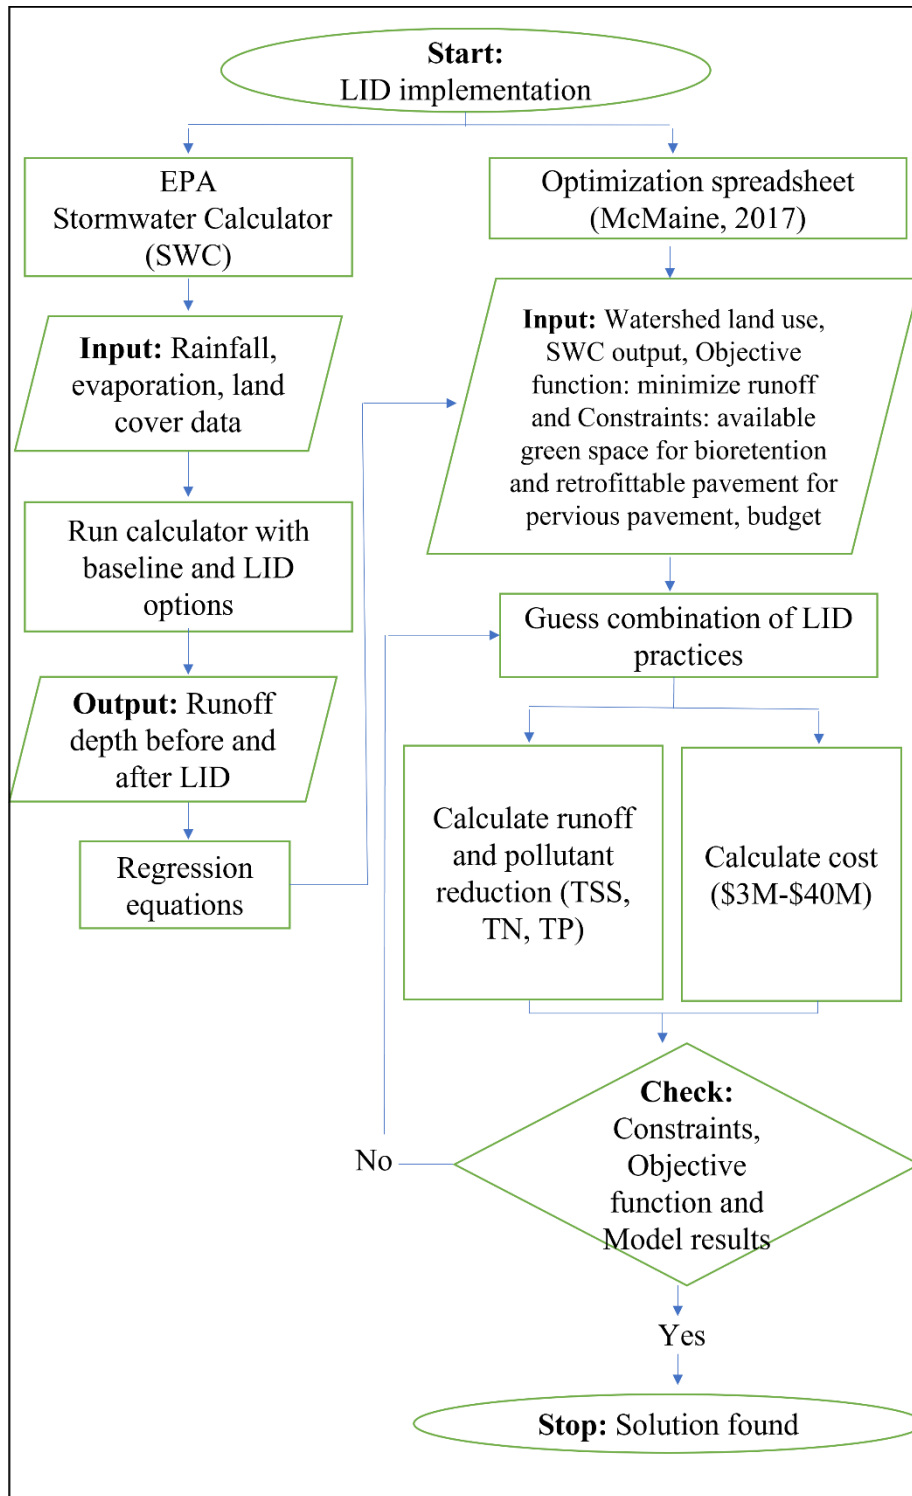 Start:
LID implementation
EPA
Stormwater Calculator
(SWC)
Input: Rainfall,
evaporation, land
cover data
Run calculator with
baseline and LID
options
Output: Runoff
depth before and
after LID
Regression
equations
Optimization spreadsheet
(McMaine, 2017)
Input: Watershed land use,
SWC output, Objective
function: minimize runoff
and Constraints: available
green space for bioretention
and retrofittable pavement for
pervious pavement, budget
Guess combination of LID
practices
Calculate runoff
and pollutant
reduction (TSS,
TN, TP)
Calculate cost
($3M-$40M)
Check:
Constraints,
Objective
function and
Model results
No
Yes
Stop: Solution found